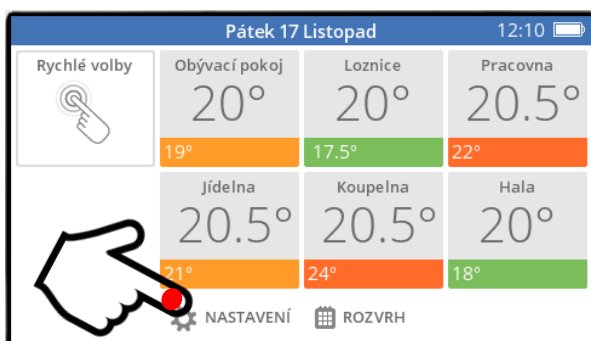 Pátek 17 Listopad 12:10
Rychlé volby
Obývací pokoj
20°
19°
Loznice
20°
17.5°
Pracovna
20.5°
22°
Jídelna
20.5°
21°
Koupelna
20.5°
24°
Hala
20°
18°
NASTAVENÍ ROZVRH